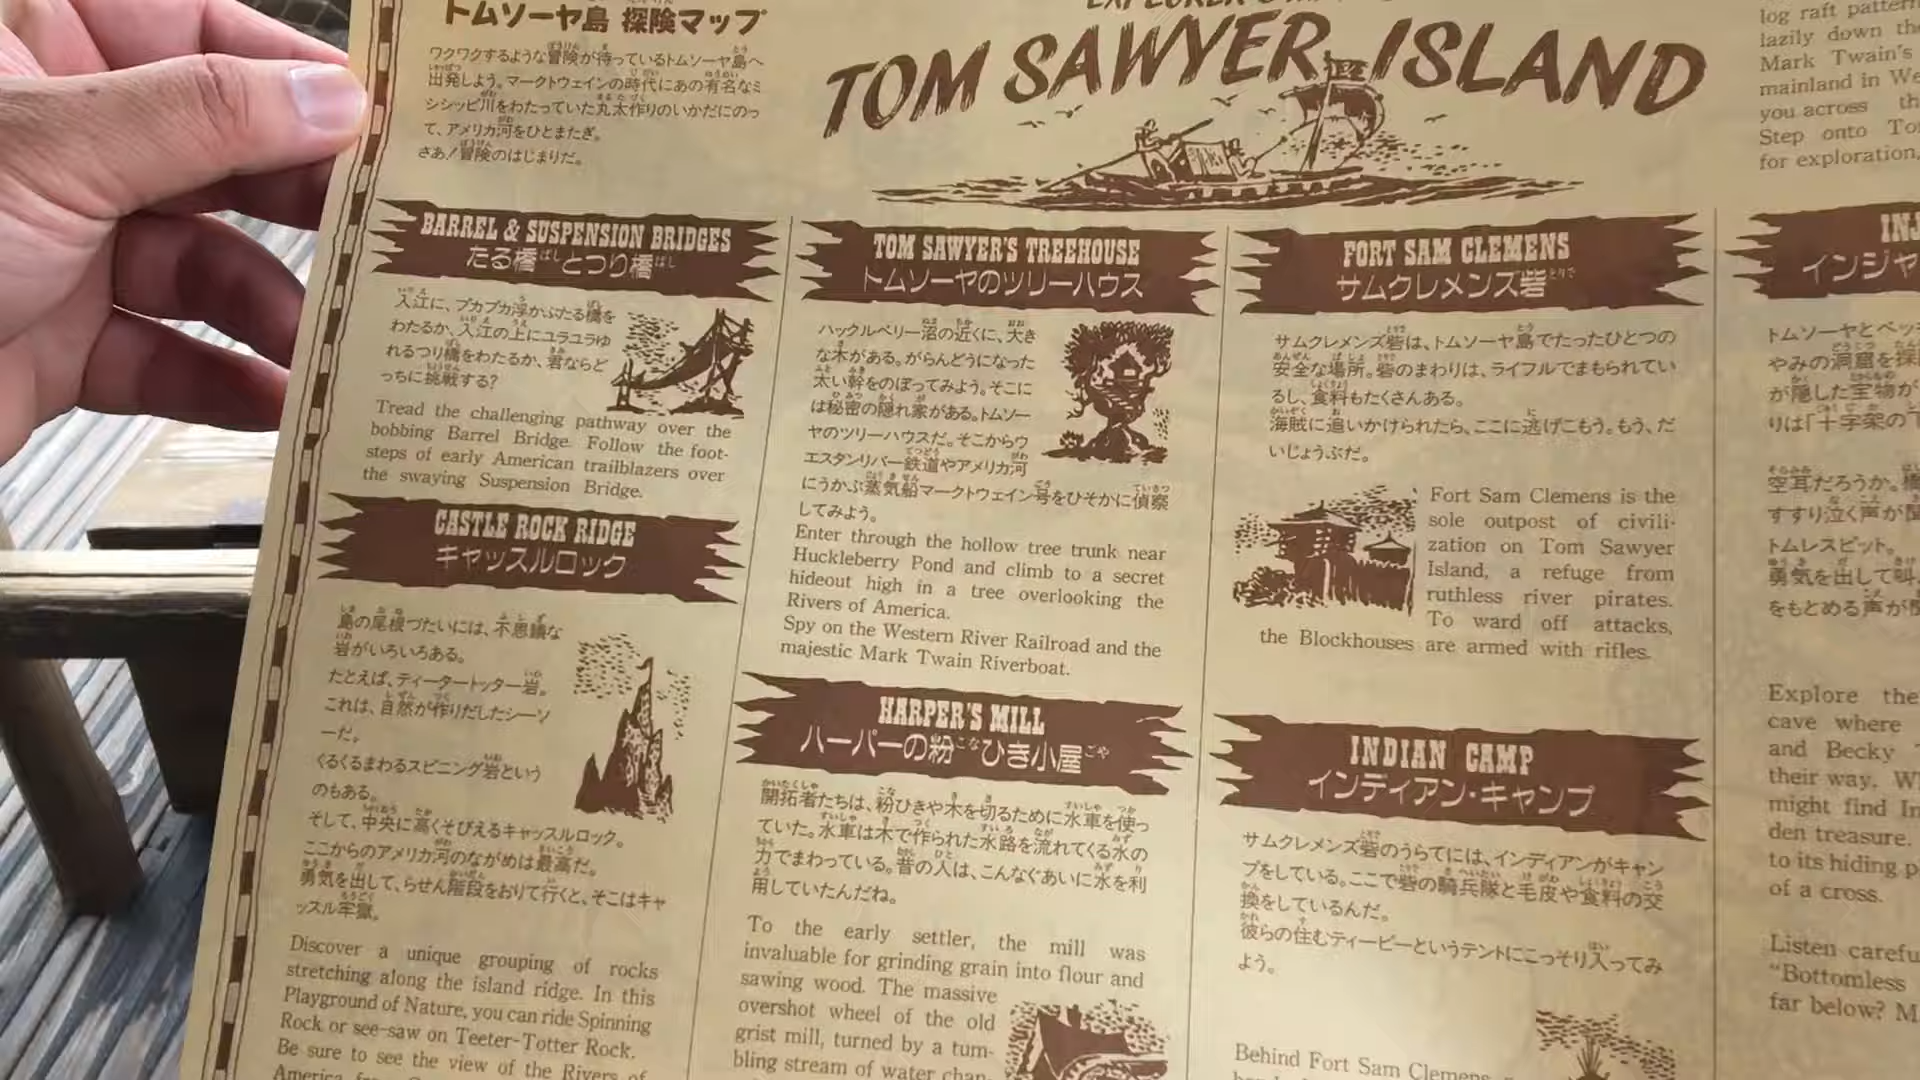 トムソーヤ島 探険マップ
ワクワクするような冒険が待っているトムソーヤ島へ
出発しよう。マークトウェインの時代にあの有名なミ
シシッピ川をわたっていた丸太作りのいかだにのっ
て、アメリカ河をひとまたぎ。
さあ!冒険のはじまりだ。
TOM SAWYER ISLAND
log raft
lazily down
Mark Twain's
mainland in
you across
Step onto
for exploration,
BARREL & SUSPENSION BRIDGES
たる橋ばしとつり橋ばし
入江に、プカプカ浮かぶたる橋を
わたるか、入江の上にユラユラゆ
れるつり橋をわたるか、君ならど
っちに挑戦する?
Tread the challenging pathway over the
bobbing Barrel Bridge. Follow the foot-
steps of early American trailblazers over
the swaying Suspension Bridge.
CASTLE ROCK RIDGE
キャッスルロック
島の尾根づたいには、不思議な
岩がいろいろある。
たとえば、ティータートッター岩。
これは、自然が作りだしたシーソ
ーだ。
くるくるまわるスピニング岩という
のもある。
そして、中央に高くそびえるキャッスルロック。
ここからのアメリカ河のながめは最高だ。
勇気を出して、らせん階段をおりて行くと、そこはキャ
ッスル牢獄。
Discover a unique grouping of rocks
stretching along the island ridge. In this
Playground of Nature, you can ride Spinning
Rock or see-saw on Teeter-Totter Rock.
Be sure to see the view of the Rivers of
TOM SAWYER'S TREEHOUSE
トムソーヤのツリーハウス
ハックルベリー沼の近くに、大き
な木がある。がらんどうになった
太い幹をのぼってみよう。そこに
は秘密の隠れ家がある。トムソー
ヤのツリーハウスだ。そこからウ
エスタンリバー鉄道やアメリカ河
にうかぶ蒸気船マークトウェイン号をひそかに偵察
してみよう。
Enter through the hollow tree trunk near
Huckleberry Pond and climb to a secret
hideout high in a tree overlooking the
Rivers of America.
Spy on the Western River Railroad and the
majestic Mark Twain Riverboat.
HARPER'S MILL
ハーパーの粉こなひき小屋ごや
開拓者たちは、粉ひきや木を切るために水車を使っ
ていた。水車は木で作られた水路を流れてくる水の
力でまわっている。昔の人は、こんなぐあいに水を利
用していたんだね。
To the early settler, the mill was
invaluable for grinding grain into flour and
sawing wood. The massive
overshot wheel of the old
grist mill, turned by a tum-
bling stream of water chan-
FORT SAM CLEMENS
サムクレメンズ砦とりで
サムクレメンズ砦は、トムソーヤ島でたったひとつの
安全な場所。砦のまわりは、ライフルでまもられてい
るし、食料もたくさんある。
海賊に追いかけられたら、ここに逃げこもう。もう、だ
いじょうぶだ。
Fort Sam Clemens is the
sole outpost of civili-
zation on Tom Sawyer
Island, a refuge from
ruthless river pirates.
To ward off attacks,
the Blockhouses are armed with rifles.
INDIAN CAMP
インディアン・キャンプ
サムクレメンズ砦のうらてには、インディアンがキャン
プをしている。ここで砦の騎兵隊と毛皮や食料の交
換をしているんだ。
彼らの住むティーピーというテントにこっそり入ってみ
よう。
Behind Fort Sam Clemens
トムソーヤとベッ
やみの洞窟を探
が隠した宝物が
りは「十字架の
空耳だろうか。
すすり泣く声が
トムレスピット。
勇気を出して叫
をもとめる声が
Explore the
cave where
and Becky
their way.
might find
den treasure.
to its hiding
of a cross.
Listen
"Bottomless
far below?